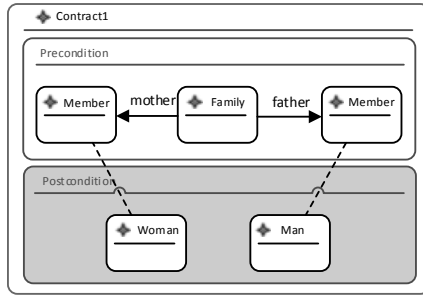 Contract1
Precondition
Member mother Family father Member
Postcondition
Woman Man